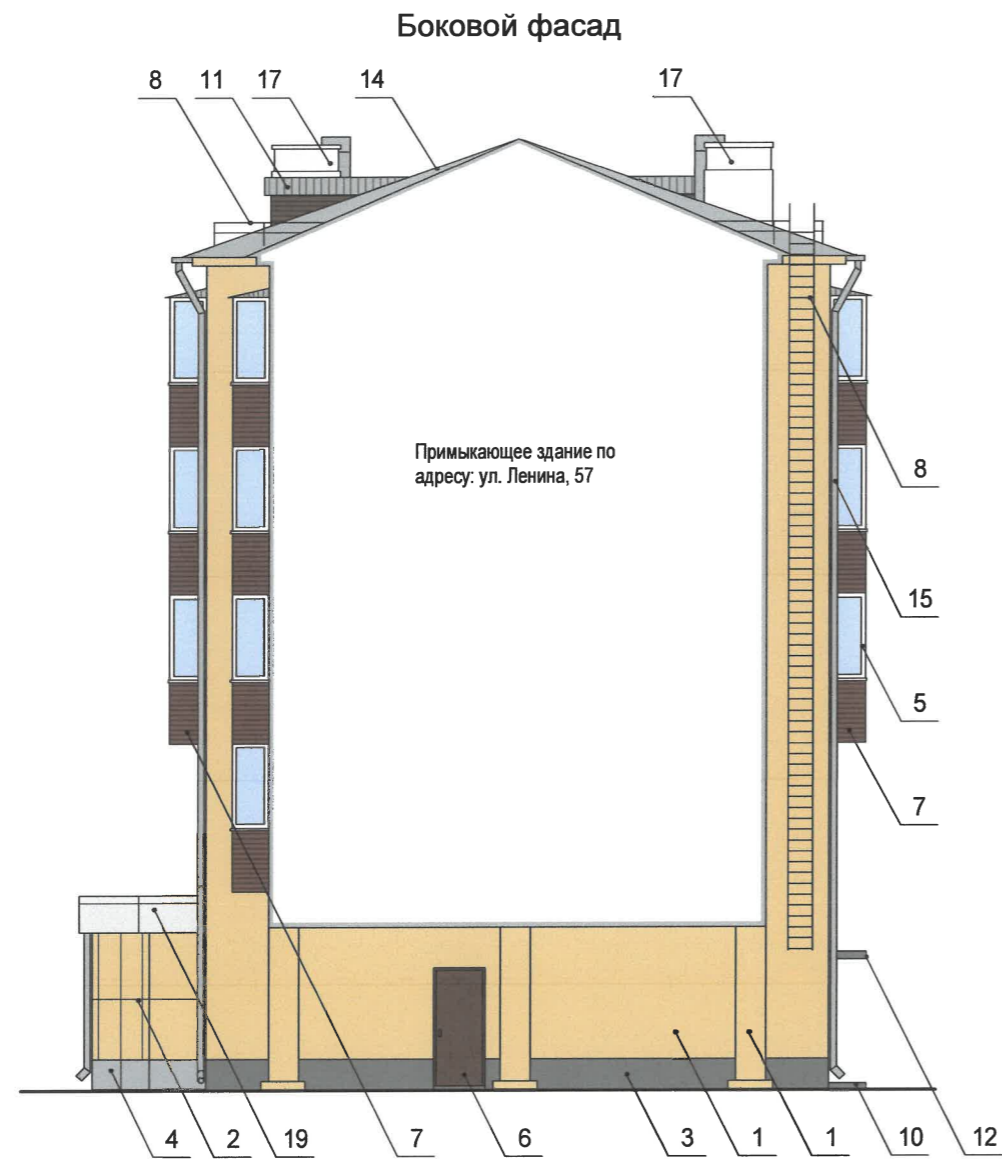 Боковой фасад
8 11 17 14 17
Примыкающее здание по
адресу: ул. Ленина, 57
8
15
5
7
4 2 19 7 6 3 1 1 10 12